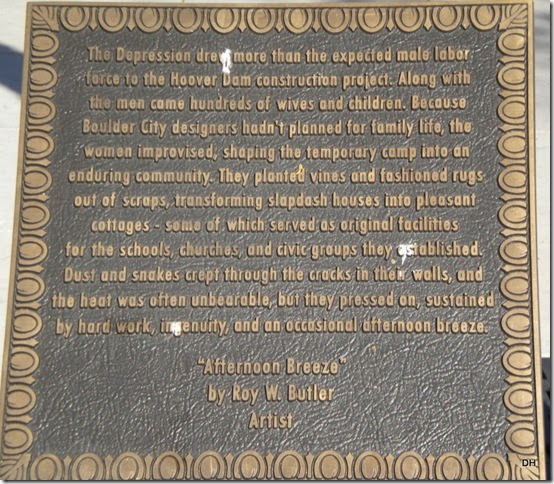 The Depression drew more than the expected male labor
force to the Hoover Dam construction project. Along with
the men came hundreds of wives and children. Because
Boulder City designers hadn't planned for family life, the
women improvised, shaping the temporary camp into an
enduring community. They planted vines and fashioned rugs
out of scraps, transforming slapdash houses into pleasant
cottages - some of which served as original facilities
for the schools, churches, and civic groups they established.
Dust and snakes crept through the cracks in their walls, and
the heat was often unbearable, but they pressed on, sustained
by hard work, ingenuity, and an occasional afternoon breeze.
"Afternoon Breeze"
by Roy W. Butler
Artist
DH